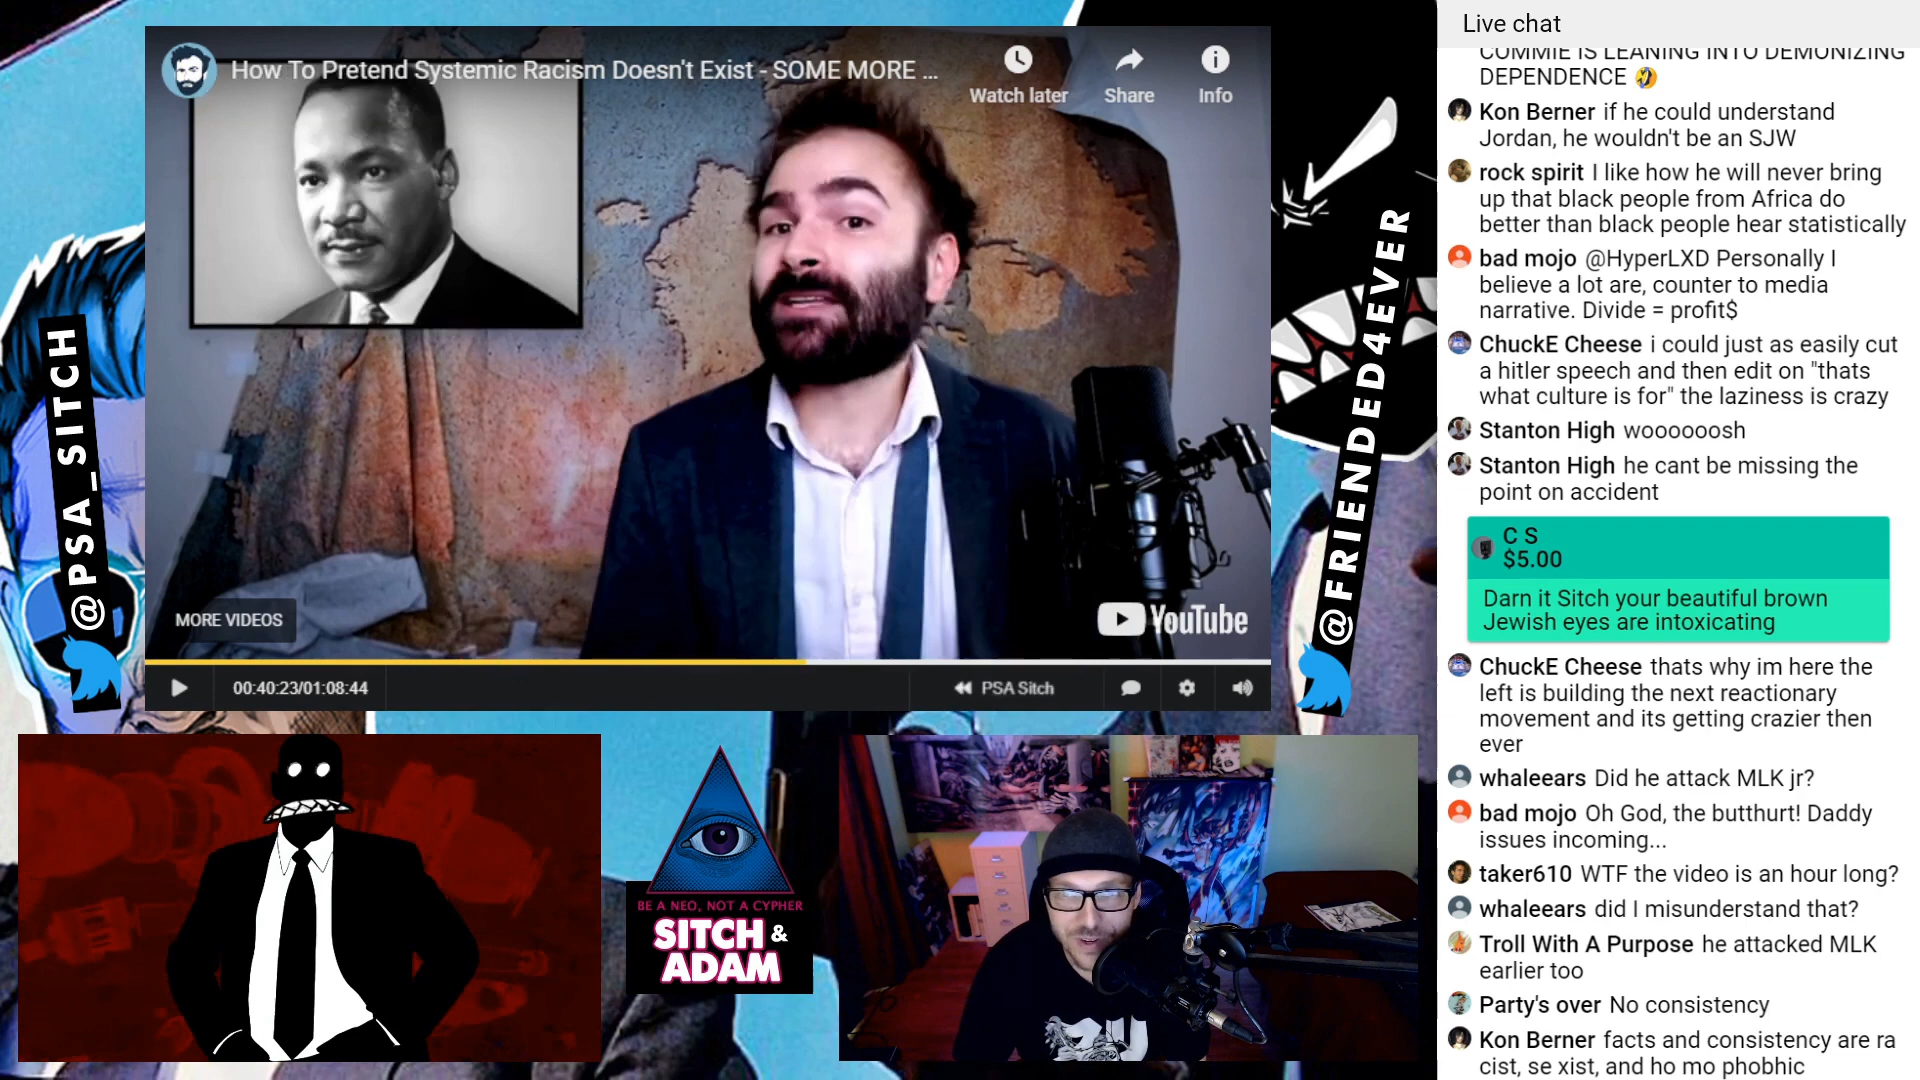 How To Pretend Systemic Racism Doesn't Exist - SOME MORE ...
Watch later
Share
Info
MORE VIDEOS
YouTube
00:40:23/01:08:44
PSA Sitch
@PSA_SITCH
@FRIENDED4EVER
BE A NEO, NOT A CYPHER
SITCH &
ADAM
Live chat
COMMIE IS LEANING INTO DEMONIZING
DEPENDENCE 🤣
Kon Berner if he could understand
Jordan, he wouldn't be an SJW
rock spirit I like how he will never bring
up that black people from Africa do
better than black people hear statistically
bad mojo @HyperLXD Personally I
believe a lot are, counter to media
narrative. Divide = profit$
ChuckE Cheese i could just as easily cut
a hitler speech and then edit on "thats
what culture is for" the laziness is crazy
Stanton High woooooosh
Stanton High he cant be missing the
point on accident
C S
$5.00
Darn it Sitch your beautiful brown
Jewish eyes are intoxicating
ChuckE Cheese thats why im here the
left is building the next reactionary
movement and its getting crazier then
ever
whaleears Did he attack MLK jr?
bad mojo Oh God, the butthurt! Daddy
issues incoming...
taker610 WTF the video is an hour long?
whaleears did I misunderstand that?
Troll With A Purpose he attacked MLK
earlier too
Party's over No consistency
Kon Berner facts and consistency are ra
cist, se xist, and ho mo phobhic